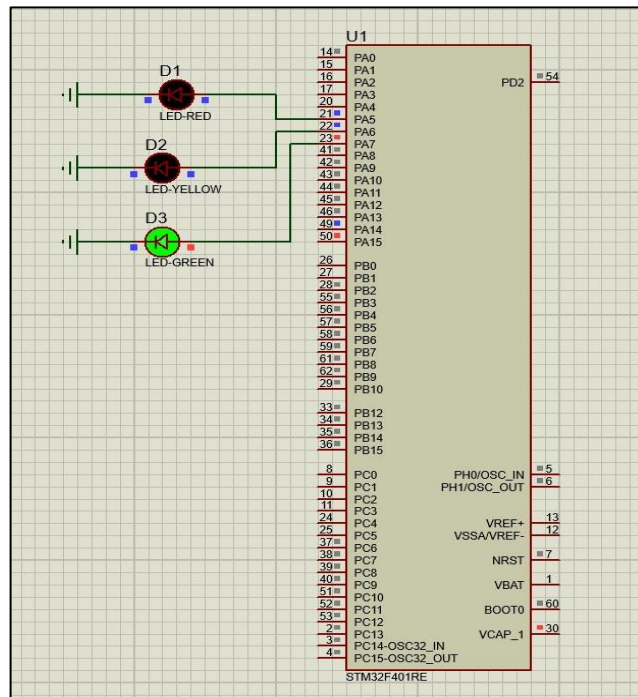 U1
D1
LED-RED
D2
LED-YELLOW
D3
LED-GREEN
14 PA0
15 PA1
16 PA2
17 PA3
20 PA4
21 PA5
22 PA6
23 PA7
41 PA8
42 PA9
43 PA10
44 PA11
45 PA12
46 PA13
49 PA14
50 PA15
26 PB0
27 PB1
28 PB2
55 PB3
56 PB4
57 PB5
58 PB6
59 PB7
61 PB8
62 PB9
29 PB10
33 PB12
34 PB13
35 PB14
36 PB15
8 PC0
9 PC1
10 PC2
11 PC3
24 PC4
25 PC5
37 PC6
38 PC7
39 PC8
40 PC9
51 PC10
52 PC11
53 PC12
2 PC13
3 PC14-OSC32_IN
4 PC15-OSC32_OUT
PD2 54
PH0/OSC_IN 5
PH1/OSC_OUT 6
VREF+ 13
VSSA/VREF- 12
NRST 7
VBAT 1
BOOT0 60
VCAP_1 30
STM32F401RE